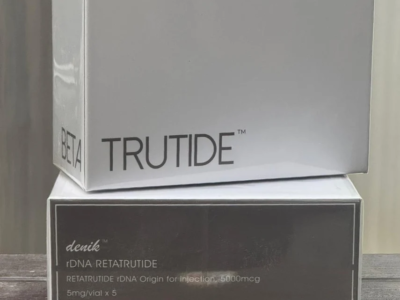 BETA TRUTIDE™
denik™
rDNA RETATRUTIDE
RETATRUTIDE rDNA Origin for Injection, 5000mcg
5mg/vial x 5